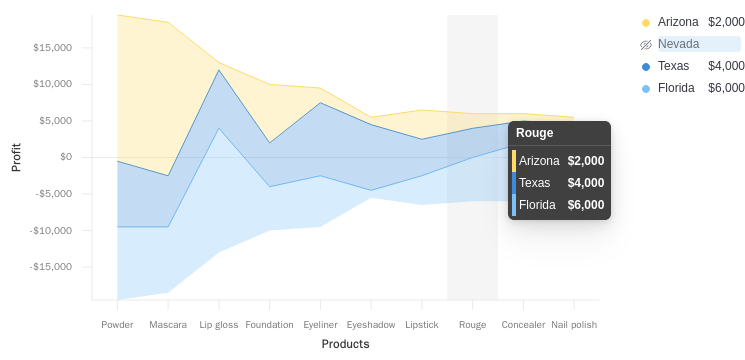 Arizona $2,000
Nevada
Texas $4,000
Florida $6,000
$15,000
$10,000
$5,000
$0
-$5,000
-$10,000
-$15,000
Profit
Rouge
Arizona $2,000
Texas $4,000
Florida $6,000
Powder Mascara Lip gloss Foundation Eyeliner Eyeshadow Lipstick Rouge Concealer Nail polish
Products